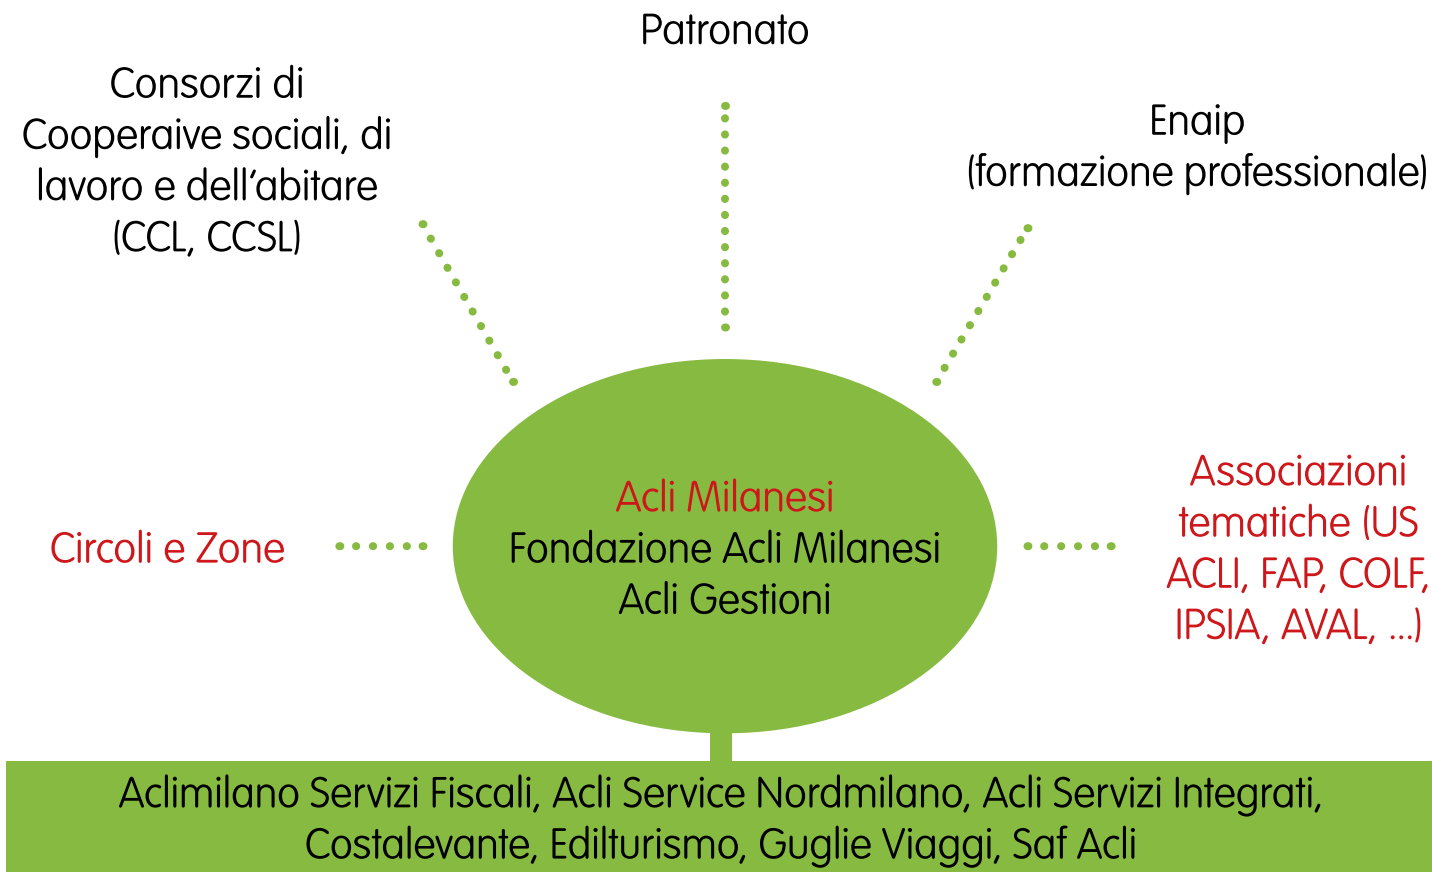 Patronato
Consorzi di
Cooperaive sociali, di
lavoro e dell'abitare
(CCL, CCSL)
Enaip
(formazione professionale)
Circoli e Zone
Acli Milanesi
Fondazione Acli Milanesi
Acli Gestioni
Associazioni
tematiche (US
ACLI, FAP, COLF,
IPSIA, AVAL, ...)
Aclimilano Servizi Fiscali, Acli Service Nordmilano, Acli Servizi Integrati,
Costalevante, Edilturismo, Guglie Viaggi, Saf Acli